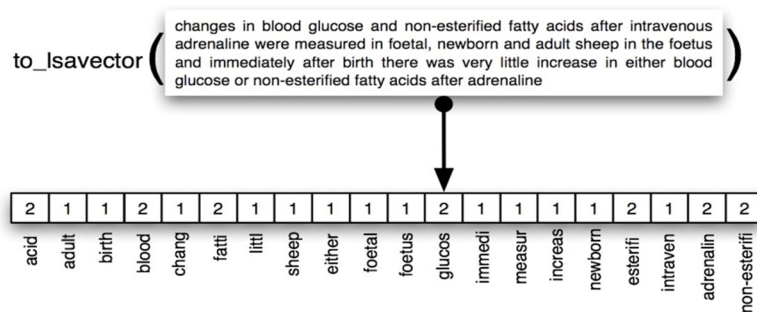 to_lsavector
(
changes in blood glucose and non-esterified fatty acids after intravenous
adrenaline were measured in foetal, newborn and adult sheep in the foetus
and immediately after birth there was very little increase in either blood
glucose or non-esterified fatty acids after adrenaline
)
2 1 1 2 1 2 1 1 1 1 1 2 1 1 1 1 2 1 2 2
acid adult birth blood chang fatti littl sheep either foetal foetus glucos immedi measur increas newborn esterifi intraven adrenalin non-esterifi